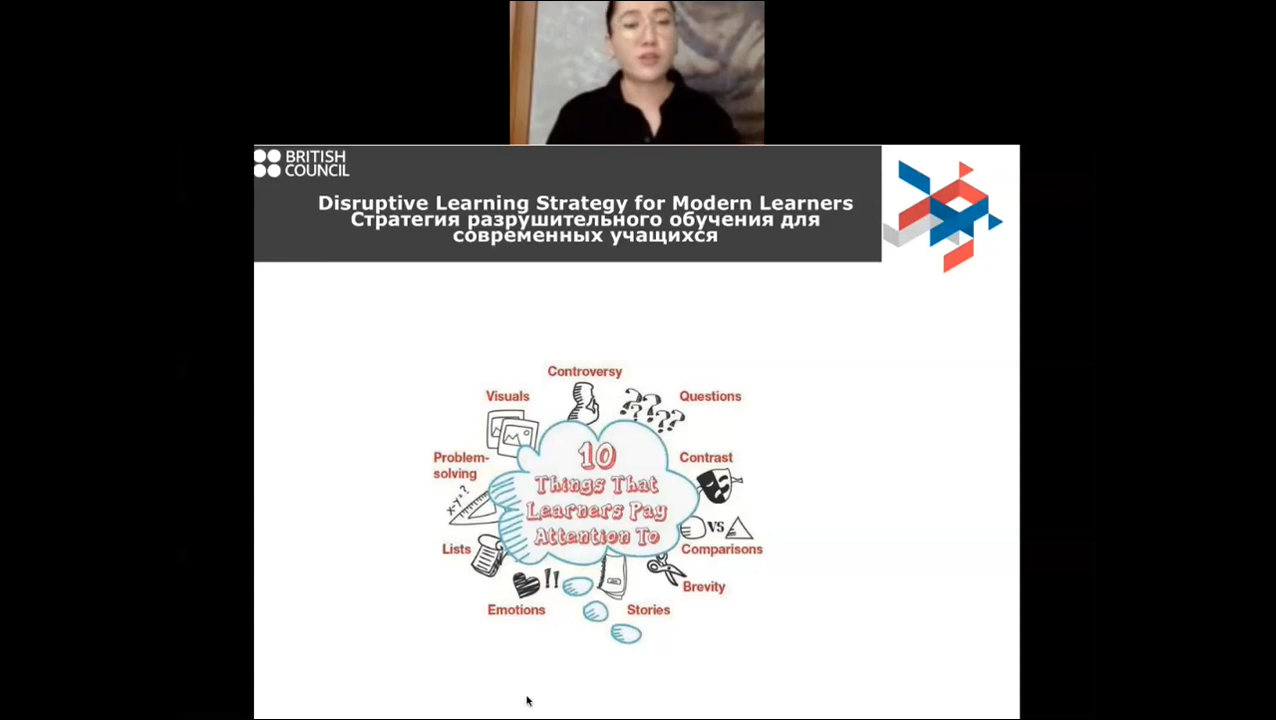 BRITISH
COUNCIL
Disruptive Learning Strategy for Modern Learners
Стратегия разрушительного обучения для
современных учащихся
Controversy
Visuals
Questions
????
10
Things That
Learners Pay
Attention To
Problem-
solving
x-y=?
Contrast
VS
Lists
Comparisons
!!
Brevity
Emotions
Stories